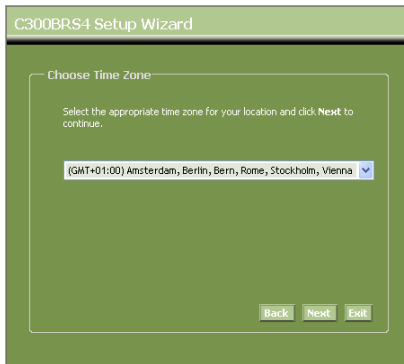 C300BRS4 Setup Wizard
Choose Time Zone
Select the appropriate time zone for your location and click Next to
continue.
(GMT+01:00) Amsterdam, Berlin, Bern, Rome, Stockholm, Vienna
Back Next Exit